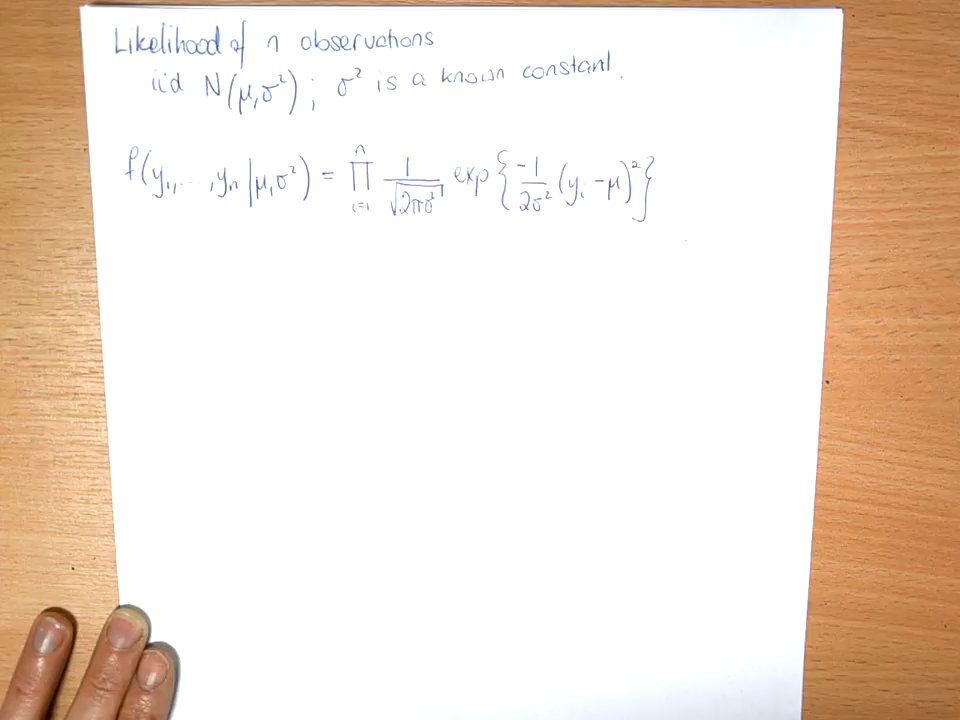 Likelihood of n observations
iid N(μ,σ²) ; σ² is a known constant.
f(y₁,...,yₙ|μ,σ²) = ∏ᵢ₌₁ⁿ 1/√(2πσ²) exp{-1/2σ² (yᵢ -μ)²}